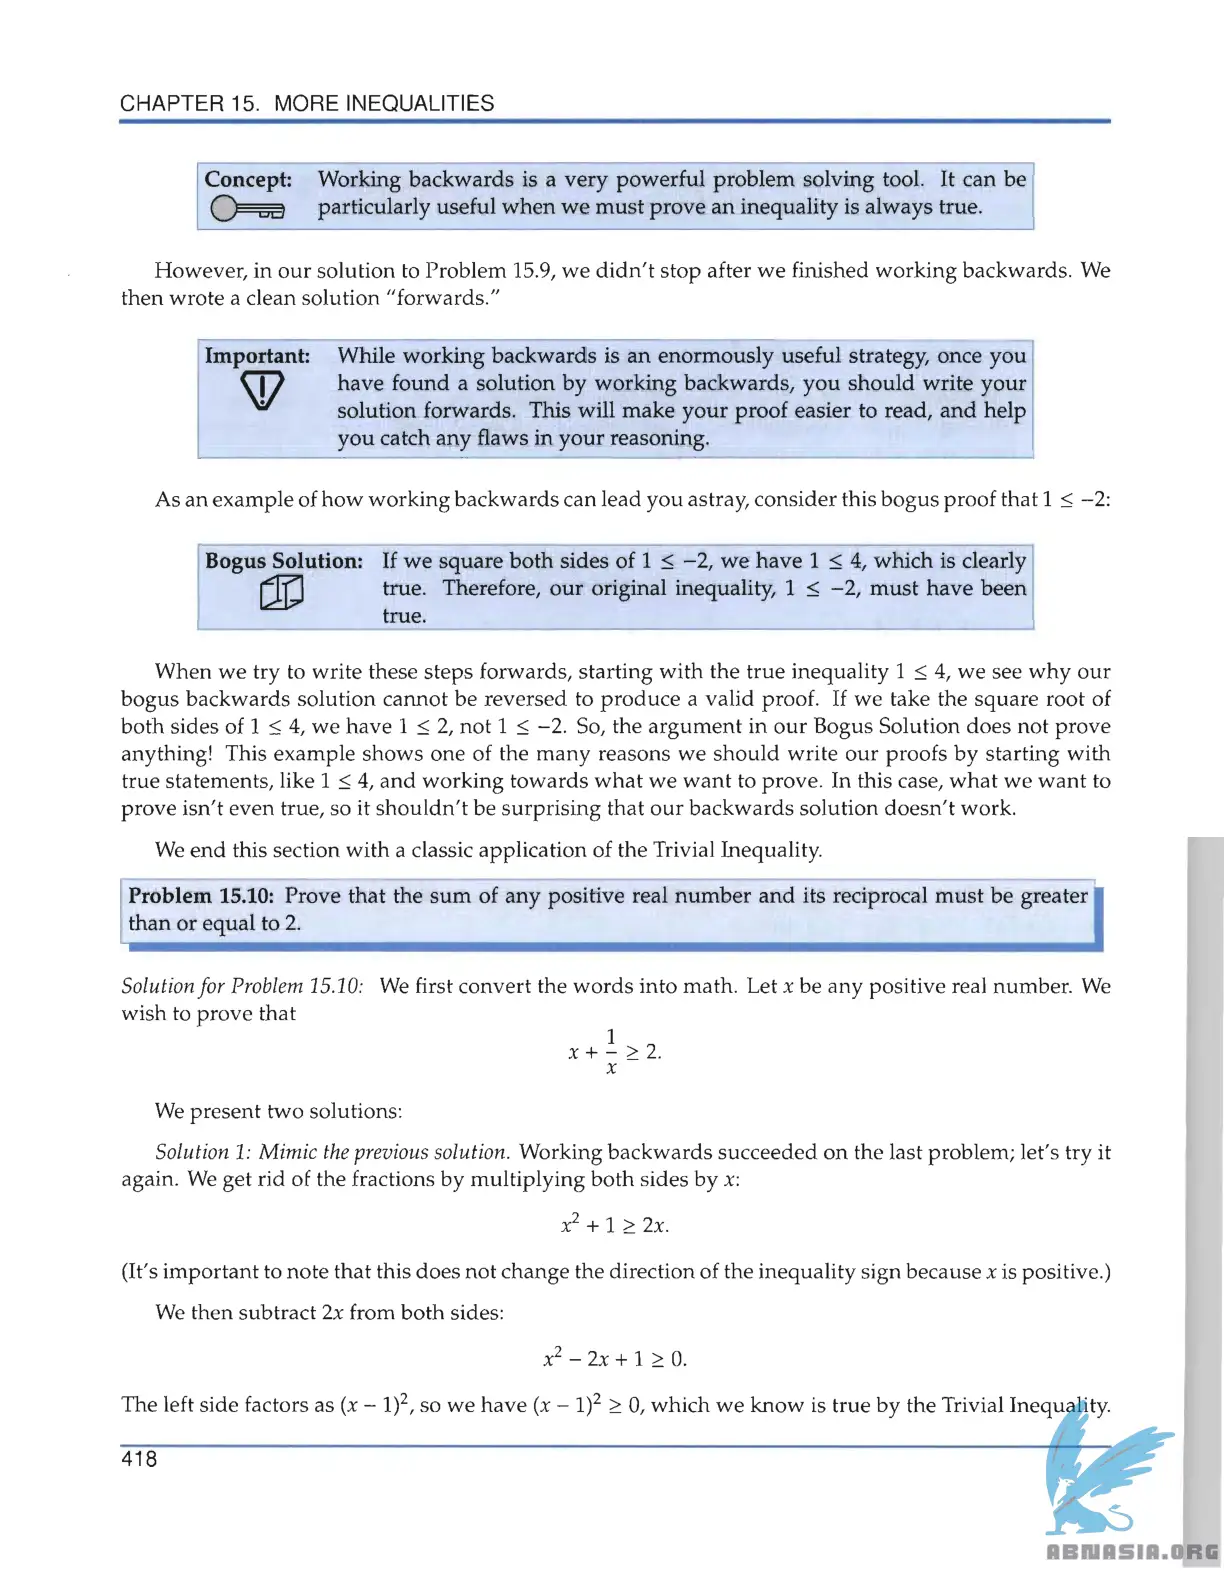 CHAPTER 15. MORE INEQUALITIES
Concept: Working backwards is a very powerful problem solving tool. It can be
particularly useful when we must prove an inequality is always true.
However, in our solution to Problem 15.9, we didn't stop after we finished working backwards. We
then wrote a clean solution "forwards."
Important: While working backwards is an enormously useful strategy, once you
have found a solution by working backwards, you should write your
solution forwards. This will make your proof easier to read, and help
you catch any flaws in your reasoning.
As an example of how working backwards can lead you astray, consider this bogus proof that 1 ≤ −2:
Bogus Solution: If we square both sides of 1 ≤ −2, we have 1 ≤ 4, which is clearly
true. Therefore, our original inequality, 1 ≤ −2, must have been
true.
When we try to write these steps forwards, starting with the true inequality 1 ≤ 4, we see why our
bogus backwards solution cannot be reversed to produce a valid proof. If we take the square root of
both sides of 1 ≤ 4, we have 1 ≤ 2, not 1 ≤ −2. So, the argument in our Bogus Solution does not prove
anything! This example shows one of the many reasons we should write our proofs by starting with
true statements, like 1 ≤ 4, and working towards what we want to prove. In this case, what we want to
prove isn't even true, so it shouldn't be surprising that our backwards solution doesn't work.
We end this section with a classic application of the Trivial Inequality.
Problem 15.10: Prove that the sum of any positive real number and its reciprocal must be greater
than or equal to 2.
Solution for Problem 15.10: We first convert the words into math. Let x be any positive real number. We
wish to prove that
x + 1/x ≥ 2.
We present two solutions:
Solution 1: Mimic the previous solution. Working backwards succeeded on the last problem; let's try it
again. We get rid of the fractions by multiplying both sides by x:
x² + 1 ≥ 2x.
(It's important to note that this does not change the direction of the inequality sign because x is positive.)
We then subtract 2x from both sides:
x² − 2x + 1 ≥ 0.
The left side factors as (x − 1)², so we have (x − 1)² ≥ 0, which we know is true by the Trivial Inequality.
418
ABNASIA.ORG